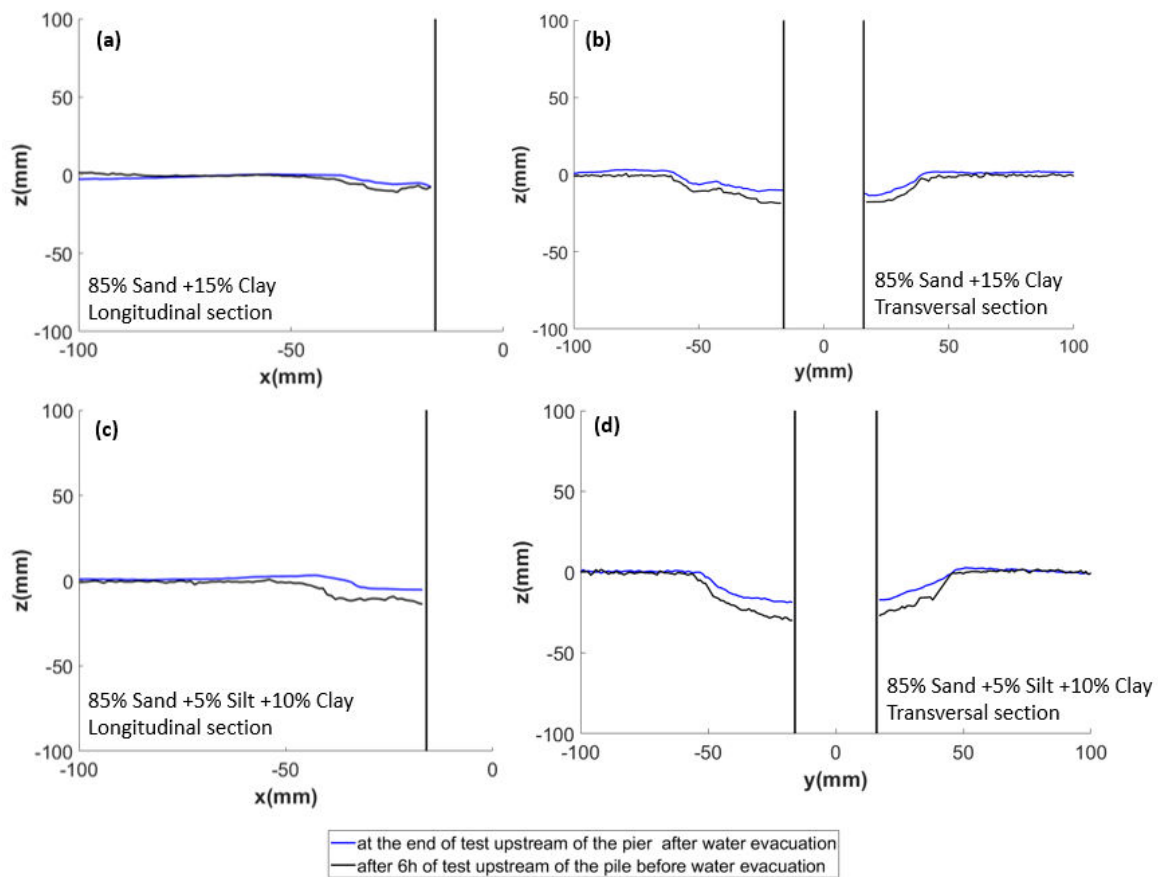 (a)
100
50
0
-50
-100
z(mm)
85% Sand +15% Clay
Longitudinal section
-100
-50
0
x(mm)
(b)
100
50
0
-50
-100
z(mm)
85% Sand +15% Clay
Transversal section
-100
-50
0
50
100
y(mm)
(c)
100
50
0
-50
-100
z(mm)
85% Sand +5% Silt +10% Clay
Longitudinal section
-100
-50
0
x(mm)
(d)
100
50
0
-50
-100
z(mm)
85% Sand +5% Silt +10% Clay
Transversal section
-100
-50
0
50
100
y(mm)
at the end of test upstream of the pier after water evacuation
after 6h of test upstream of the pile before water evacuation